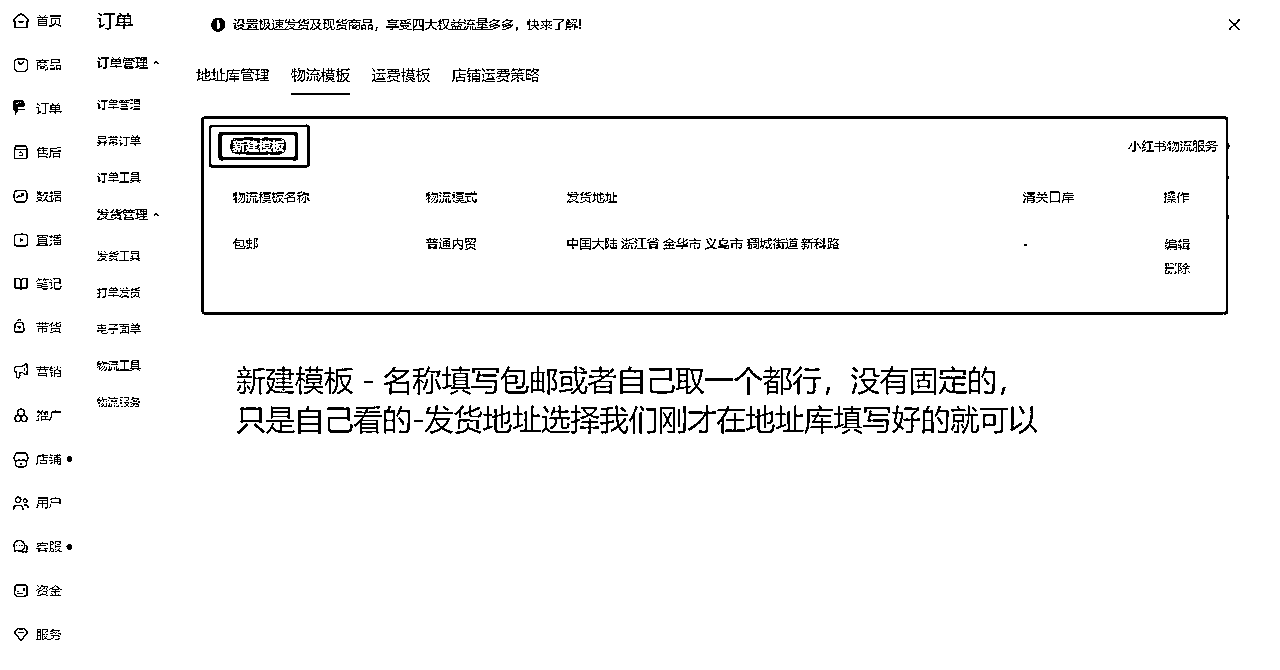 首页
商品
订单
售后
数据
直播
笔记
带货
营销
推广
店铺
用户
客服
资金
服务
订单
订单管理
订单管理
异常订单
订单工具
发货管理
发货工具
打单发货
电子面单
物流工具
物流服务
设置极速发货及现货商品，享受四大权益流量多多，快来了解!
地址库管理 物流模板 运费模板 店铺运费策略
新建模板 小红书物流服务
物流模板名称 物流模式 发货地址 清关口岸 操作
包邮 普通内贸 中国大陆 浙江省 金华市 义乌市 稠城街道 新科路 - 编辑
删除
新建模板 - 名称填写包邮或者自己取一个都行，没有固定的，
只是自己看的-发货地址选择我们刚才在地址库填写好的就可以